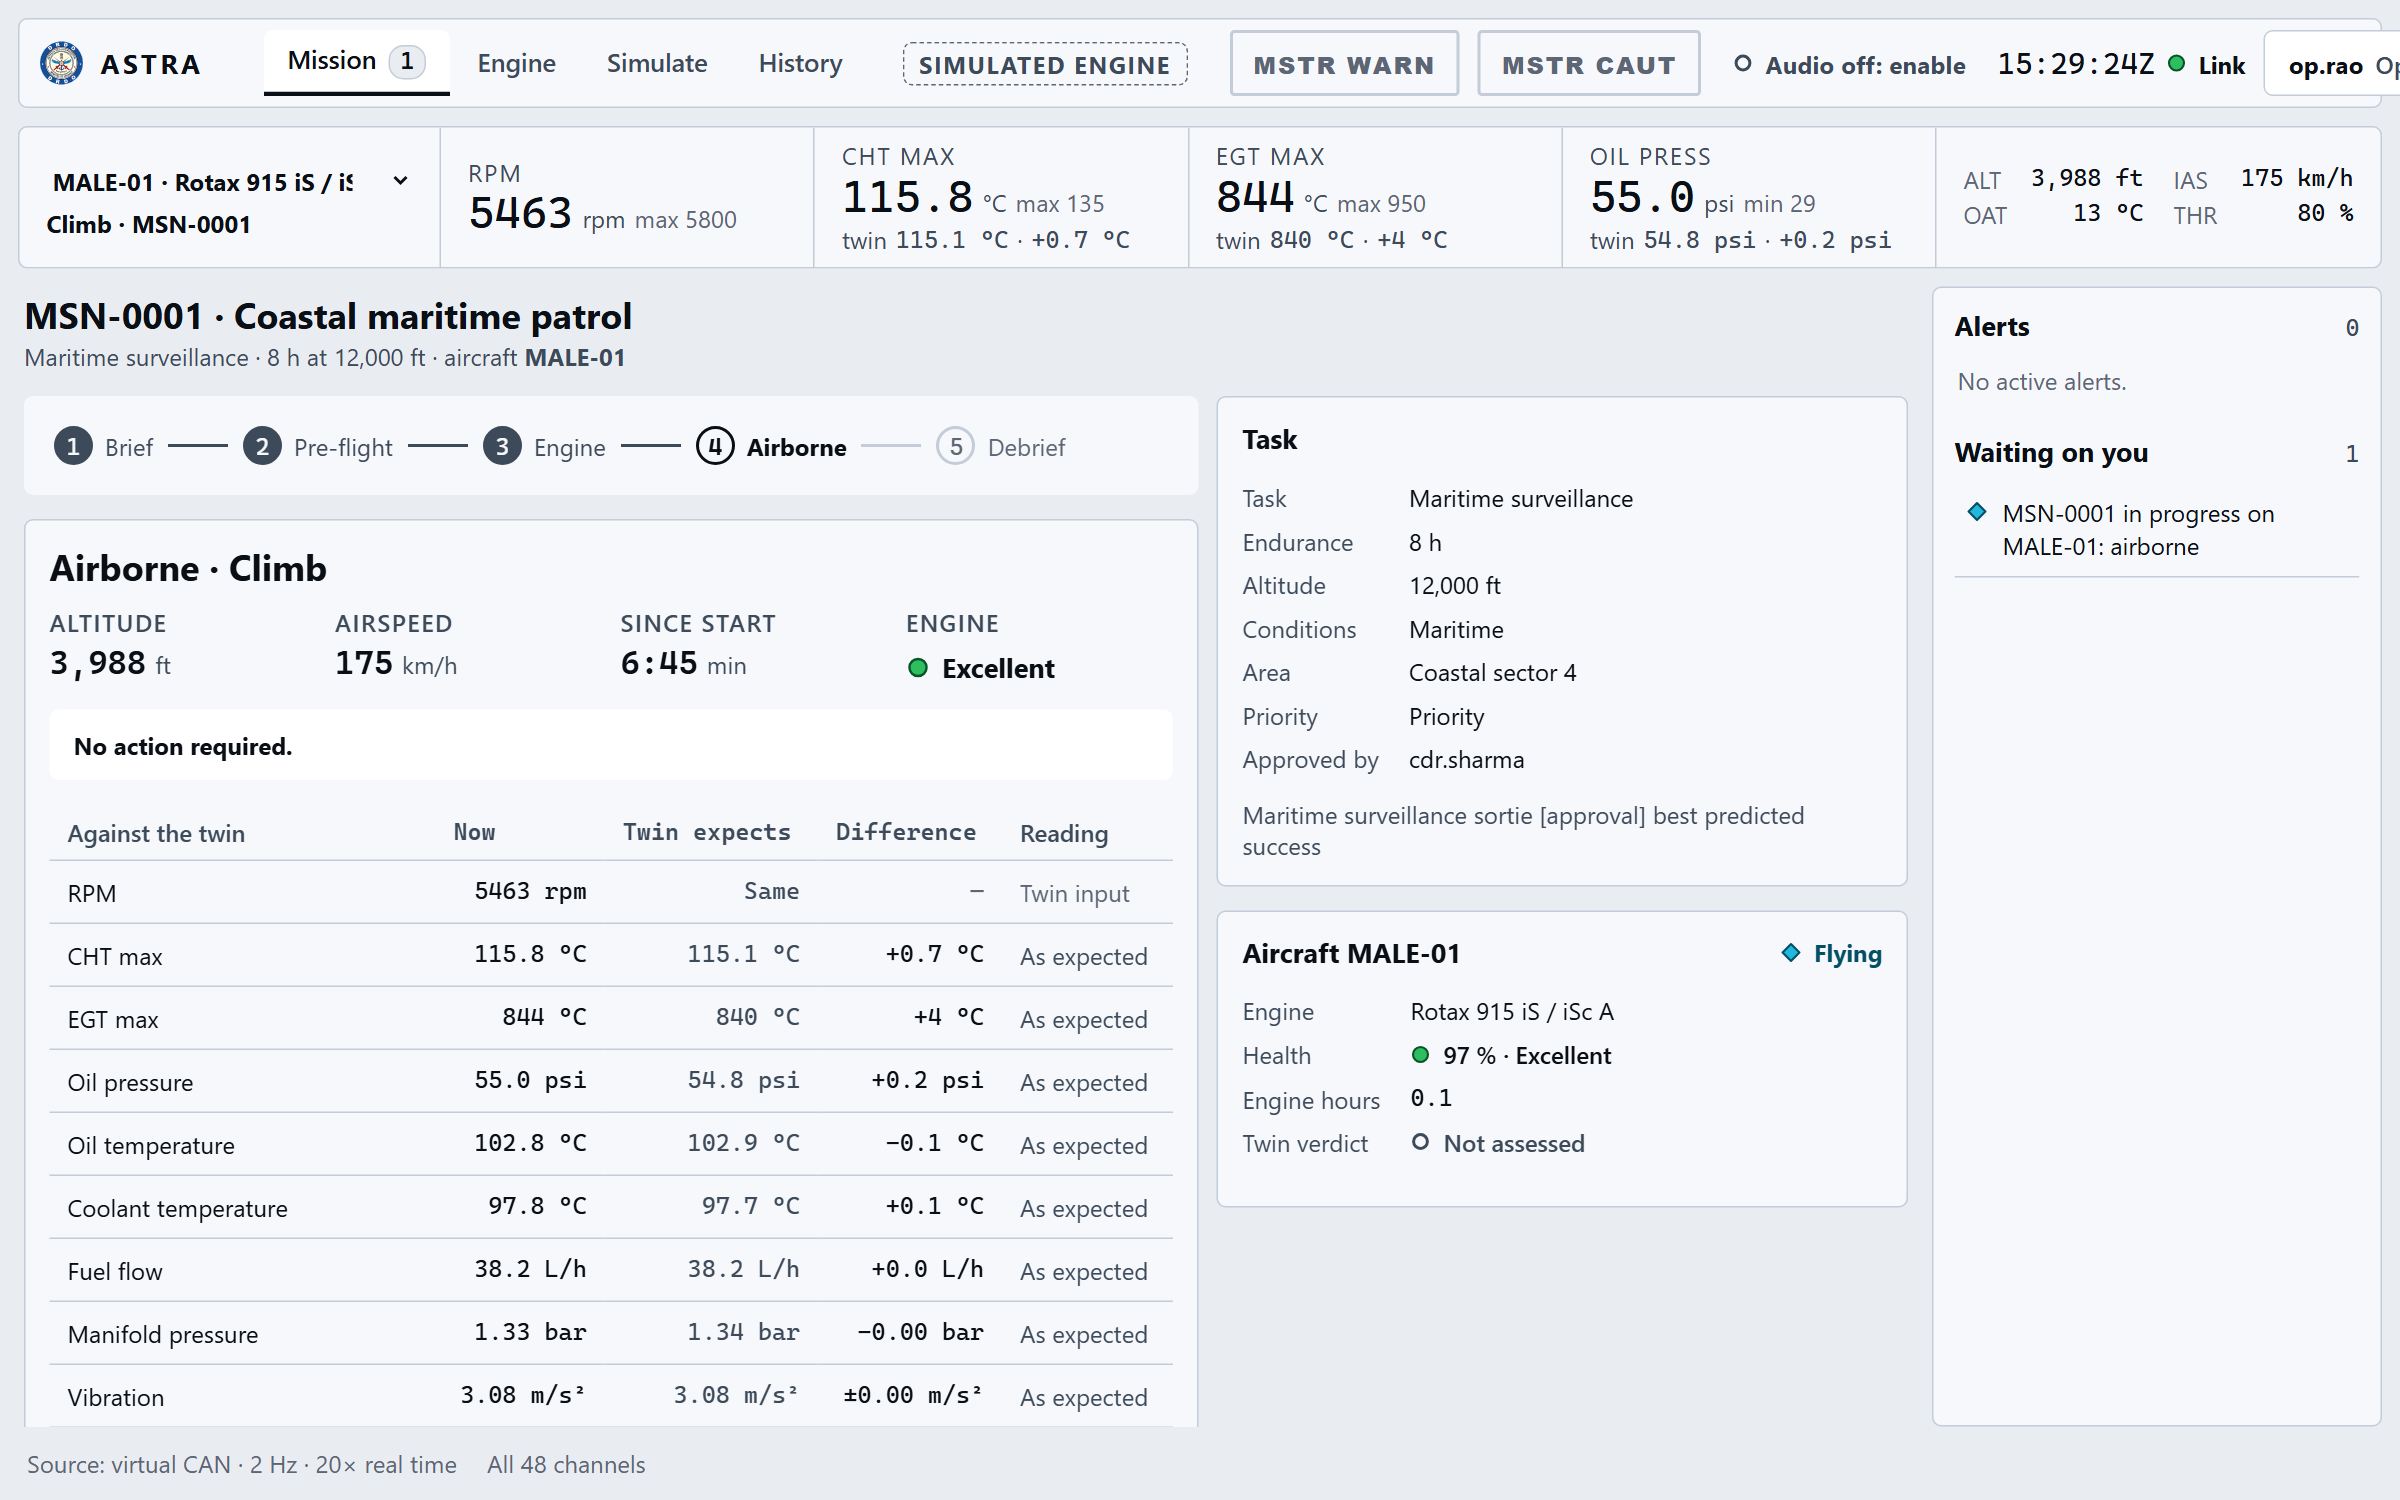 ASTRA
Mission 1
Engine
Simulate
History
SIMULATED ENGINE
MSTR WARN
MSTR CAUT
Audio off: enable
15:29:24Z
Link
op.rao
MALE-01 · Rotax 915 iS / iS
Climb · MSN-0001
RPM
5463 rpm max 5800
CHT MAX
115.8 °C max 135
twin 115.1 °C · +0.7 °C
EGT MAX
844 °C max 950
twin 840 °C · +4 °C
OIL PRESS
55.0 psi min 29
twin 54.8 psi · +0.2 psi
ALT 3,988 ft IAS 175 km/h
OAT 13 °C THR 80 %
MSN-0001 · Coastal maritime patrol
Maritime surveillance · 8 h at 12,000 ft · aircraft MALE-01
1 Brief 2 Pre-flight 3 Engine 4 Airborne 5 Debrief
Airborne · Climb
ALTITUDE AIRSPEED SINCE START ENGINE
3,988 ft 175 km/h 6:45 min Excellent
No action required.
Against the twin Now Twin expects Difference Reading
RPM 5463 rpm Same — Twin input
CHT max 115.8 °C 115.1 °C +0.7 °C As expected
EGT max 844 °C 840 °C +4 °C As expected
Oil pressure 55.0 psi 54.8 psi +0.2 psi As expected
Oil temperature 102.8 °C 102.9 °C −0.1 °C As expected
Coolant temperature 97.8 °C 97.7 °C +0.1 °C As expected
Fuel flow 38.2 L/h 38.2 L/h +0.0 L/h As expected
Manifold pressure 1.33 bar 1.34 bar −0.00 bar As expected
Vibration 3.08 m/s² 3.08 m/s² ±0.00 m/s² As expected
Task
Task Maritime surveillance
Endurance 8 h
Altitude 12,000 ft
Conditions Maritime
Area Coastal sector 4
Priority Priority
Approved by cdr.sharma
Maritime surveillance sortie [approval] best predicted
success
Aircraft MALE-01 Flying
Engine Rotax 915 iS / iSc A
Health 97 % · Excellent
Engine hours 0.1
Twin verdict Not assessed
Alerts 0
No active alerts.
Waiting on you 1
MSN-0001 in progress on
MALE-01: airborne
Source: virtual CAN · 2 Hz · 20× real time All 48 channels